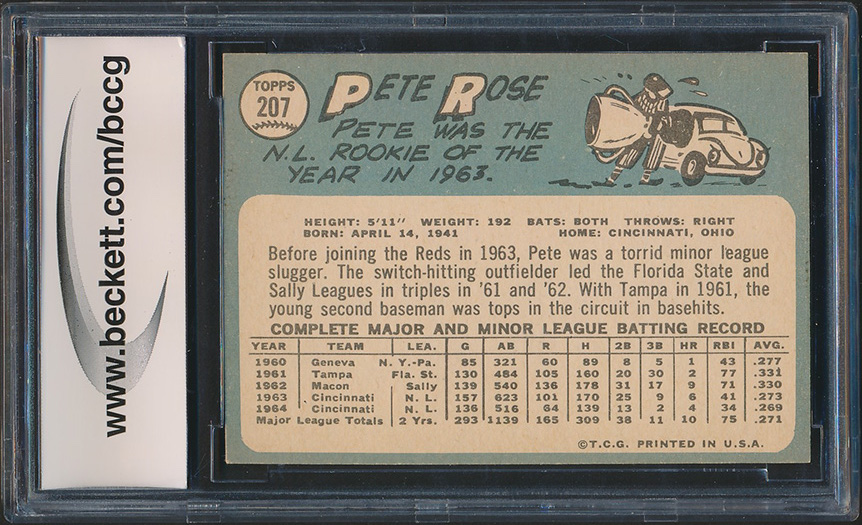 www.beckett.com/bccg
TOPPS
207
PETE ROSE
PETE WAS THE
N.L. ROOKIE OF THE
YEAR IN 1963.
HEIGHT: 5'11" WEIGHT: 192 BATS: BOTH THROWS: RIGHT
BORN: APRIL 14, 1941 HOME: CINCINNATI, OHIO
Before joining the Reds in 1963, Pete was a torrid minor league
slugger. The switch-hitting outfielder led the Florida State and
Sally Leagues in triples in '61 and '62. With Tampa in 1961, the
young second baseman was tops in the circuit in basehits.
COMPLETE MAJOR AND MINOR LEAGUE BATTING RECORD
YEAR TEAM LEA. G AB R H 2B 3B HR RBI AVG.
1960 Geneva N. Y.-Pa. 85 321 60 89 8 5 1 43 .277
1961 Tampa Fla. St. 130 484 105 160 20 30 2 77 .331
1962 Macon Sally 139 540 136 178 31 17 9 71 .330
1963 Cincinnati N. L. 157 623 101 170 25 9 6 41 .273
1964 Cincinnati N. L. 136 516 64 139 13 2 4 34 .269
Major League Totals 2 Yrs. 293 1139 165 309 38 11 10 75 .271
©T.C.G. PRINTED IN U.S.A.